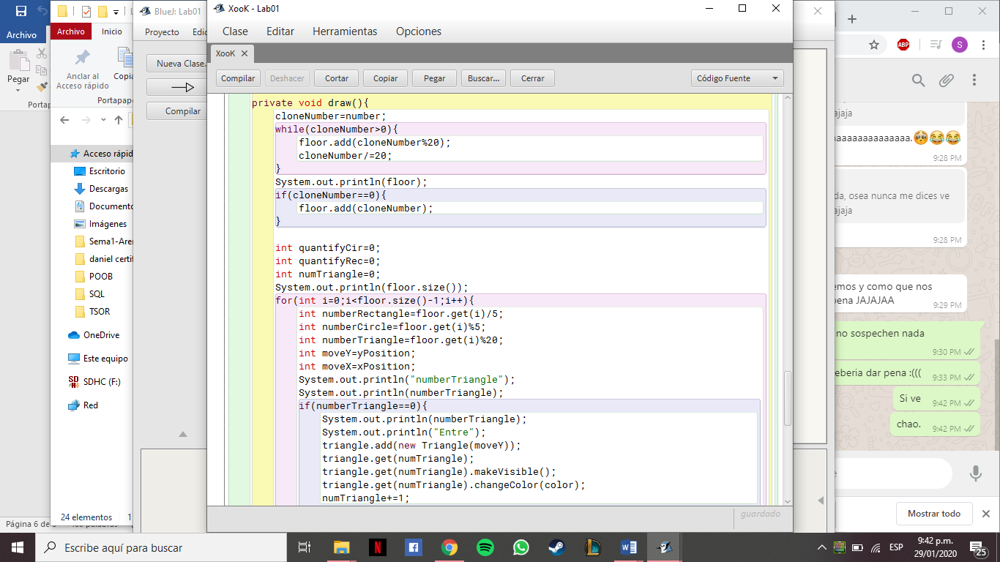 Archivo
Pegar
Portap
Página 6 de
Archivo
Inicio
Anclar al
Acceso rápido
Copia
Portapap
Acceso rápid
Escritorio
Descargas
Documento
Imágenes
Sema1-Are
daniel certif
POOB
SQL
TSOR
OneDrive
Este equipo
SDHC (F:)
Red
24 elementos
BlueJ: Lab01
Proyecto
Edic
Nueva Clase.
Compilar
XooK - Lab01
Clase Editar Herramientas Opciones
XooK
Compilar Deshacer Cortar Copiar Pegar Buscar... Cerrar Código Fuente
private void draw(){
cloneNumber=number;
while(cloneNumber>0){
floor.add(cloneNumber%20);
cloneNumber/=20;
}
System.out.println(floor);
if(cloneNumber==0){
floor.add(cloneNumber);
}
int quantifyCir=0;
int quantifyRec=0;
int numTriangle=0;
System.out.println(floor.size());
for(int i=0;i<floor.size()-1;i++){
int numberRectangle=floor.get(i)/5;
int numberCircle=floor.get(i)%5;
int numberTriangle=floor.get(i)%20;
int moveY=yPosition;
int moveX=xPosition;
System.out.println("numberTriangle");
System.out.println(numberTriangle);
if(numberTriangle==0){
System.out.println(numberTriangle);
System.out.println("Entre");
triangle.add(new Triangle(moveY));
triangle.get(numTriangle);
triangle.get(numTriangle).makeVisible();
triangle.get(numTriangle).changeColor(color);
numTriangle+=1;
guardado
ABP
S
ajaja
aaaaaaaaaaaaaaa.🥺😂😂
9:28 PM
da, osea nunca me dices ve
ajaja
9:28 PM
emos y como que nos
pena JAJAJAA
9:29 PM
no sospechen nada
9:30 PM
eberia dar pena :(((
9:33 PM
Si ve
9:42 PM
chao.
9:42 PM
Mostrar todo
Escribe aquí para buscar
ESP
9:42 p.m.
29/01/2020
25